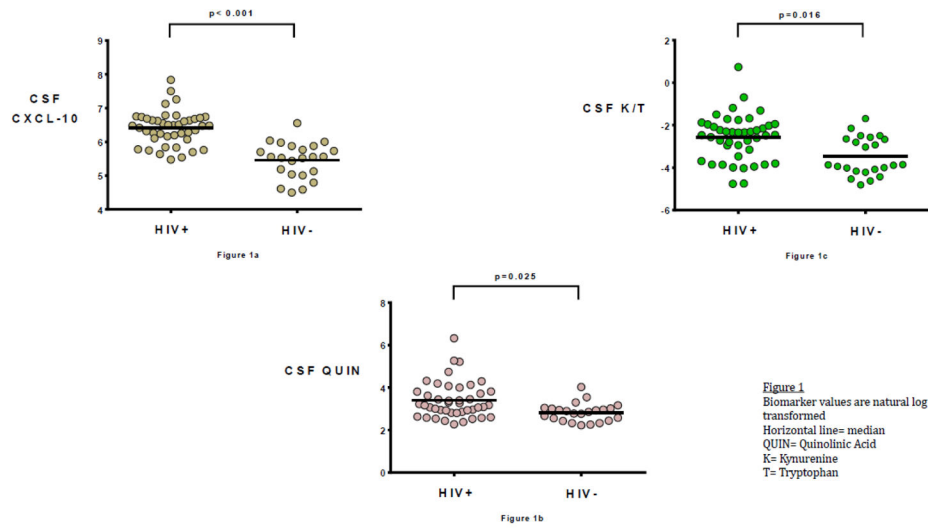 p< 0.001
9
8
7
6
5
4
CSF
CXCL-10
HIV+ HIV-
Figure 1a
p=0.016
2
0
-2
-4
-6
CSF K/T
HIV+ HIV-
Figure 1c
p=0.025
8
6
4
2
0
CSF QUIN
HIV+ HIV-
Figure 1b
Figure 1
Biomarker values are natural log
transformed
Horizontal line= median
QUIN= Quinolinic Acid
K= Kynurenine
T= Tryptophan